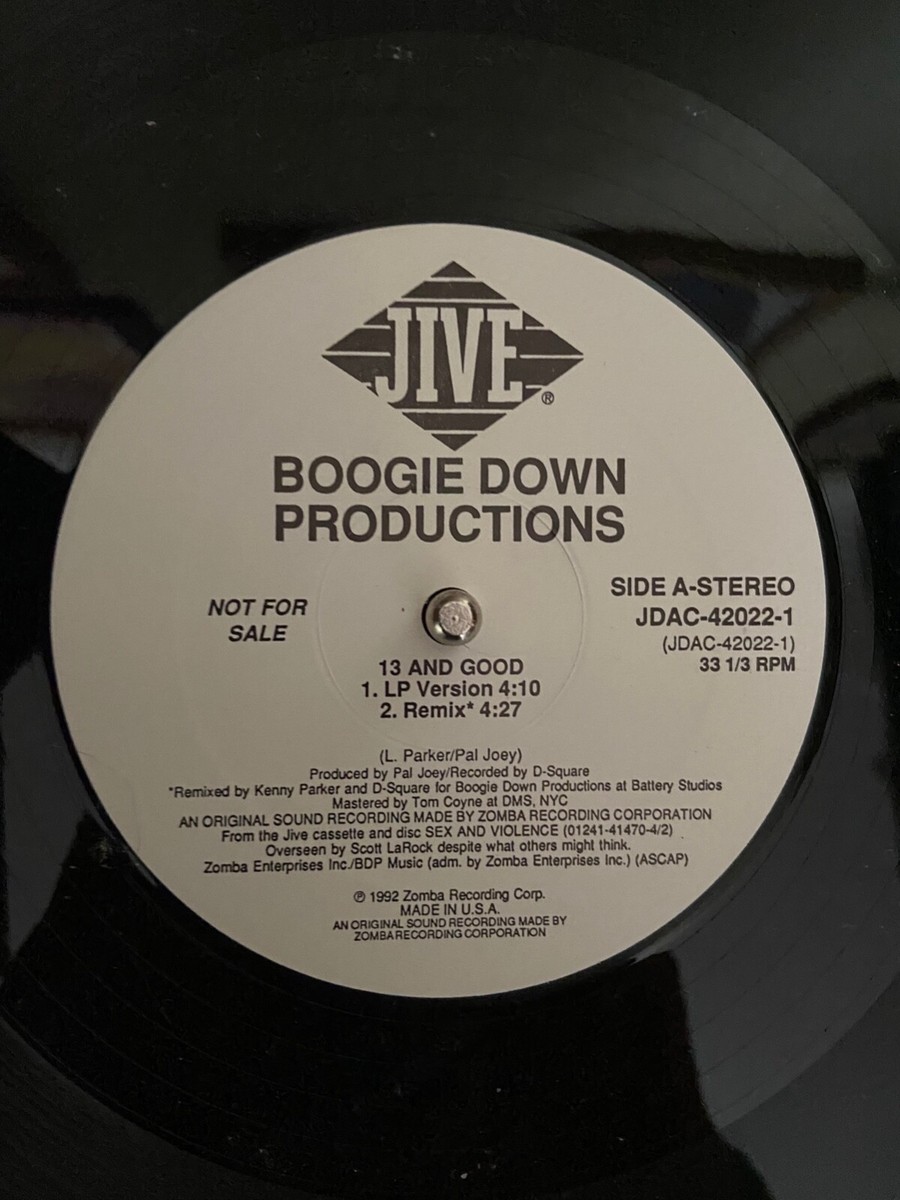 JIVE®
BOOGIE DOWN
PRODUCTIONS
NOT FOR
SALE
SIDE A-STEREO
JDAC-42022-1
(JDAC-42022-1)
33 1/3 RPM
13 AND GOOD
1. LP Version 4:10
2. Remix* 4:27
(L. Parker/Pal Joey)
Produced by Pal Joey/Recorded by D-Square
*Remixed by Kenny Parker and D-Square for Boogie Down Productions at Battery Studios
Mastered by Tom Coyne at DMS, NYC
AN ORIGINAL SOUND RECORDING MADE BY ZOMBA RECORDING CORPORATION
From the Jive cassette and disc SEX AND VIOLENCE (01241-41470-4/2)
Overseen by Scott LaRock despite what others might think.
Zomba Enterprises Inc./BDP Music (adm. by Zomba Enterprises Inc.) (ASCAP)
℗ 1992 Zomba Recording Corp.
MADE IN U.S.A.
AN ORIGINAL SOUND RECORDING MADE BY
ZOMBA RECORDING CORPORATION